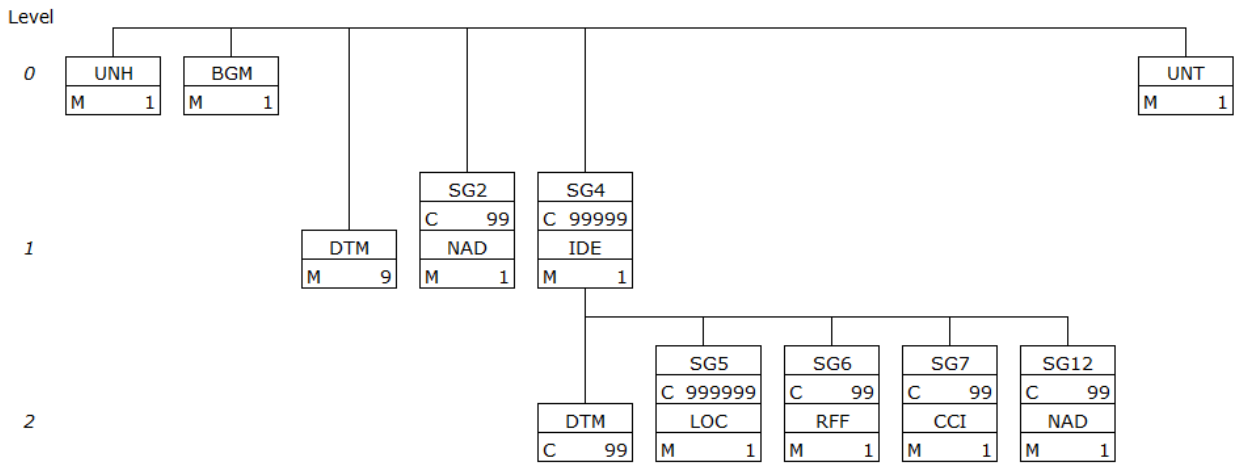 Level
0 UNH BGM UNT
M 1 M 1 M 1
SG2 SG4
C 99 C 99999
1 DTM NAD IDE
M 9 M 1 M 1
SG5 SG6 SG7 SG12
C 999999 C 99 C 99 C 99
2 DTM LOC RFF CCI NAD
C 99 M 1 M 1 M 1 M 1